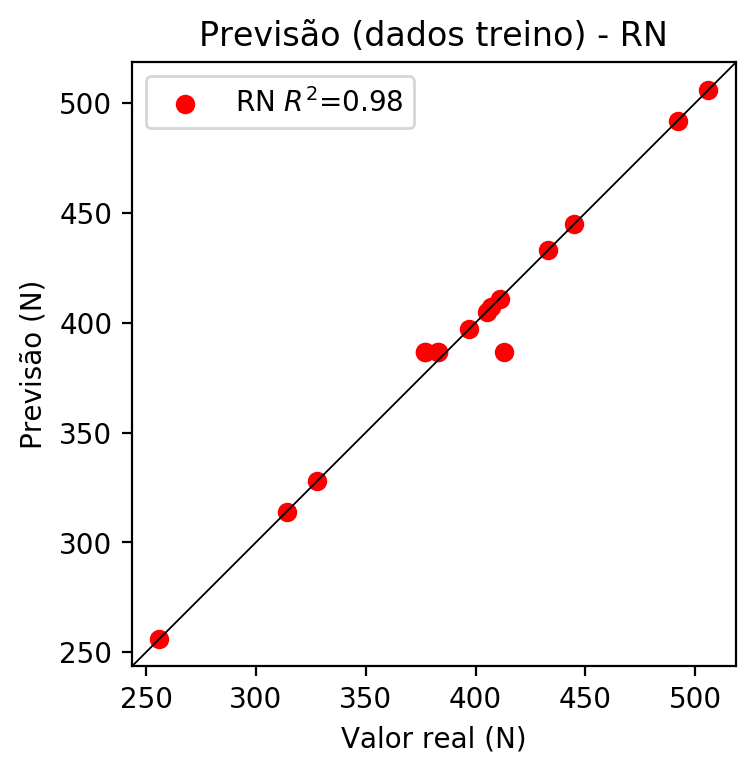 Previsão (dados treino) - RN
RN R²=0.98
500
450
400
350
300
250
Previsão (N)
250 300 350 400 450 500
Valor real (N)